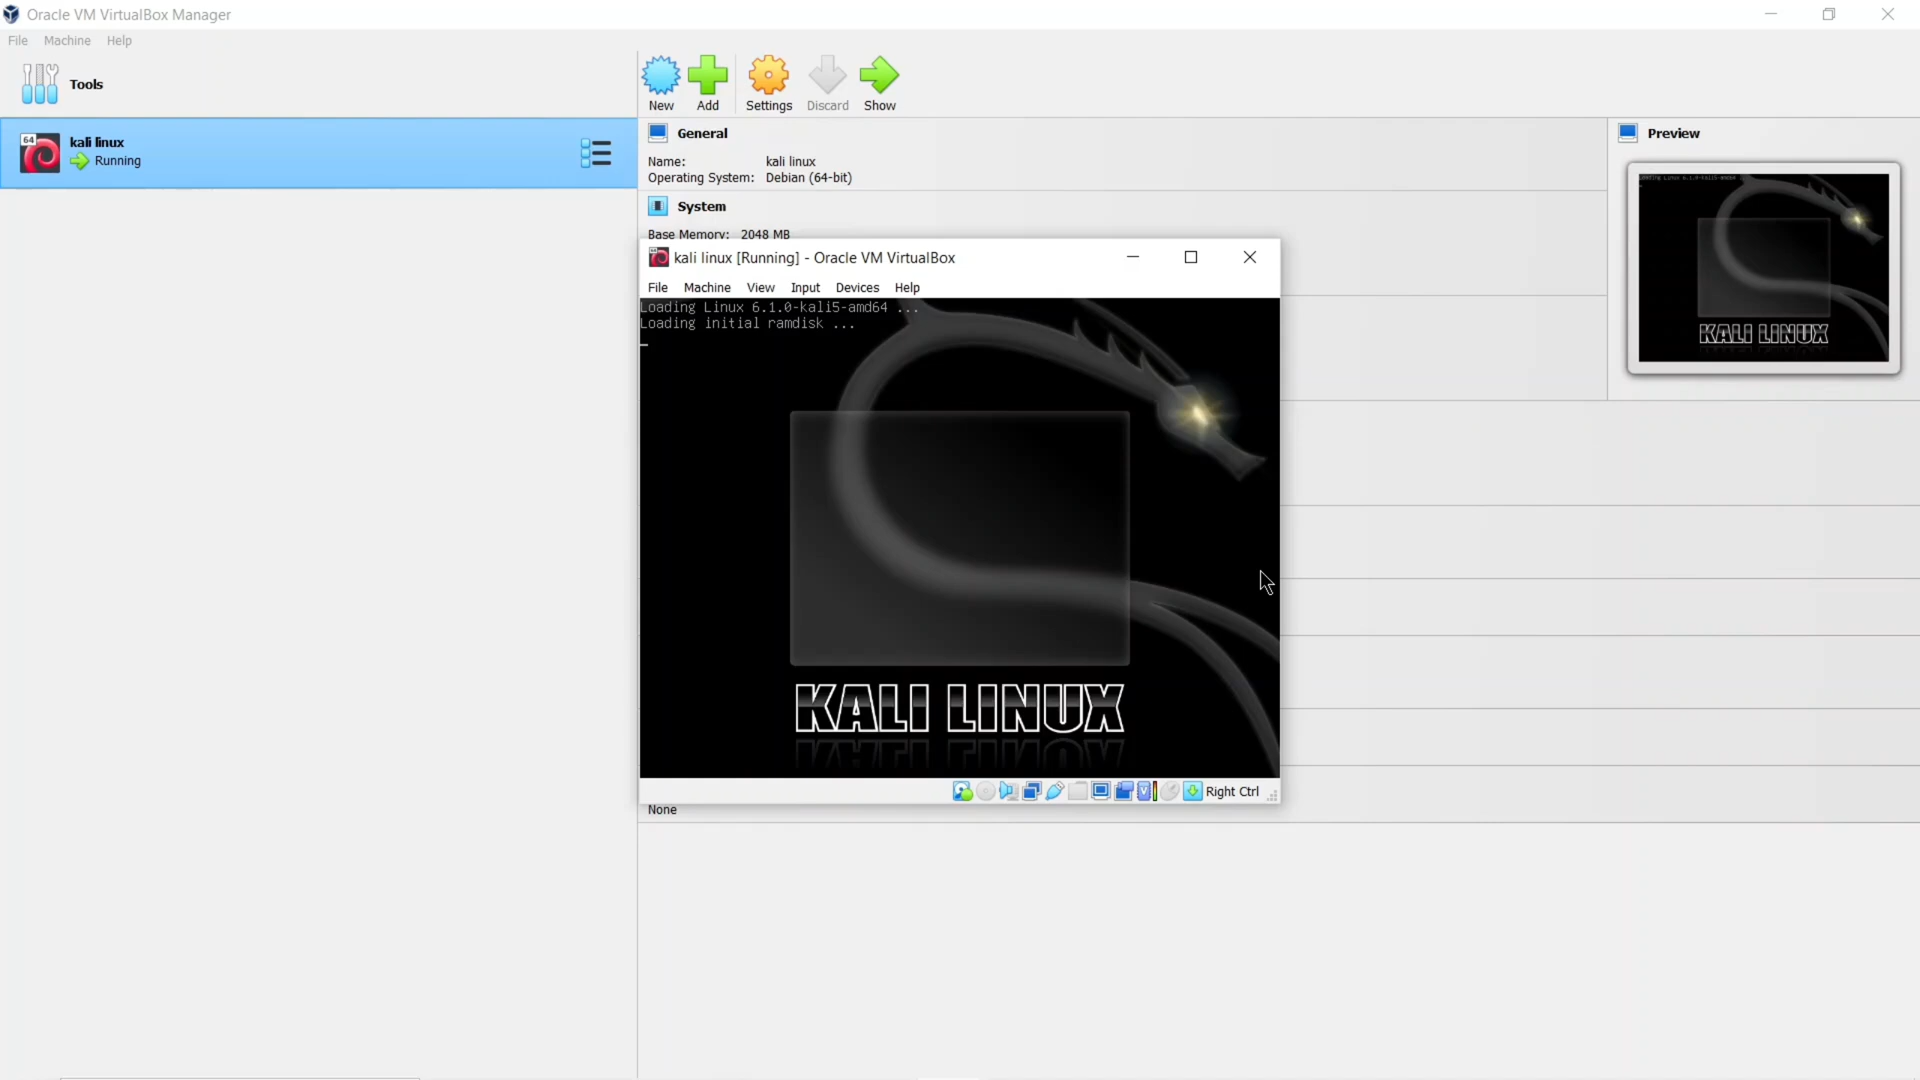 Oracle VM VirtualBox Manager
File Machine Help
Tools
New Add Settings Discard Show
64
kali linux
Running
General
Name: kali linux
Operating System: Debian (64-bit)
System
Base Memory: 2048 MB
Preview
KALI LINUX
kali linux [Running] - Oracle VM VirtualBox
File Machine View Input Devices Help
Loading Linux 6.1.0-kali5-amd64 ...
Loading initial ramdisk ...
KALI LINUX
Right Ctrl
None